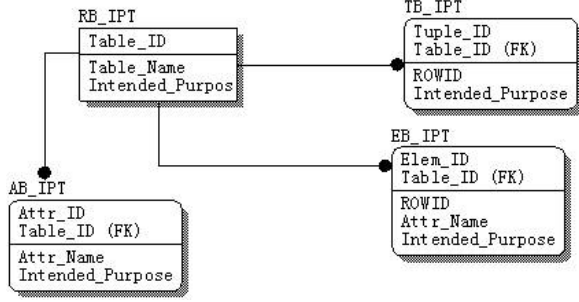 TB_IPT
Tuple_ID
Table_ID (FK)
ROWID
Intended_Purpose
RB_IPT
Table_ID
Table_Name
Intended_Purpos
EB_IPT
Elem_ID
Table_ID (FK)
ROWID
Attr_Name
Intended_Purpose
AB_IPT
Attr_ID
Table_ID (FK)
Attr_Name
Intended_Purpose